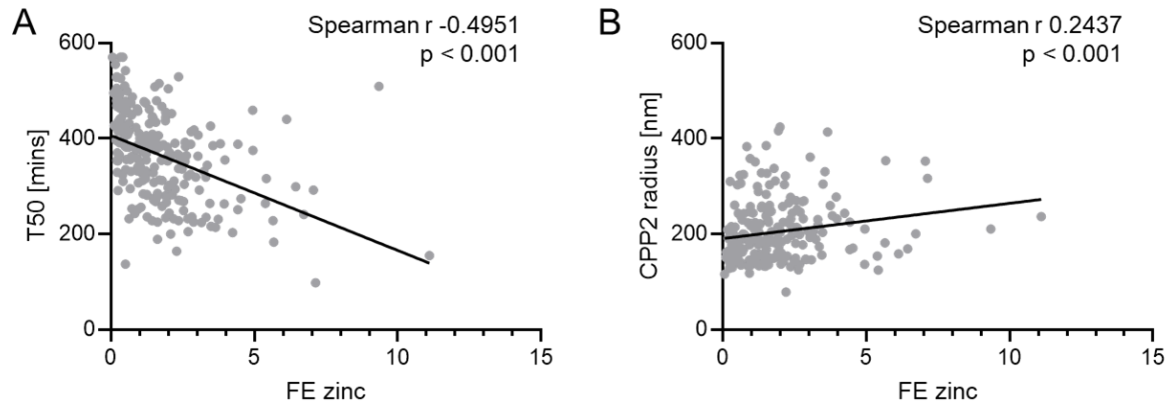 A
Spearman r -0.4951
p < 0.001
600
400
200
0
T50 [mins]
0
5
10
15
FE zinc
B
Spearman r 0.2437
p < 0.001
600
400
200
0
CPP2 radius [nm]
0
5
10
15
FE zinc